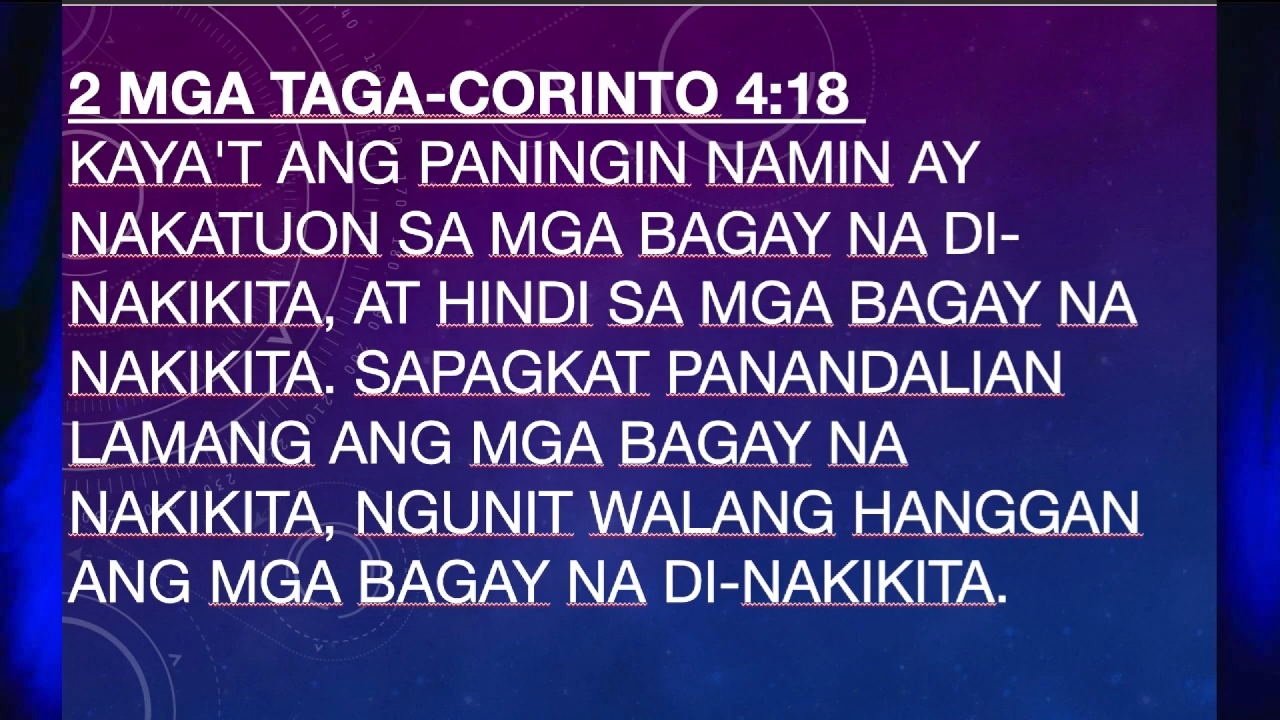 2 MGA TAGA-CORINTO 4:18
KAYA'T ANG PANINGIN NAMIN AY
NAKATUON SA MGA BAGAY NA DI-
NAKIKITA, AT HINDI SA MGA BAGAY NA
NAKIKITA. SAPAGKAT PANANDALIAN
LAMANG ANG MGA BAGAY NA
NAKIKITA, NGUNIT WALANG HANGGAN
ANG MGA BAGAY NA DI-NAKIKITA.